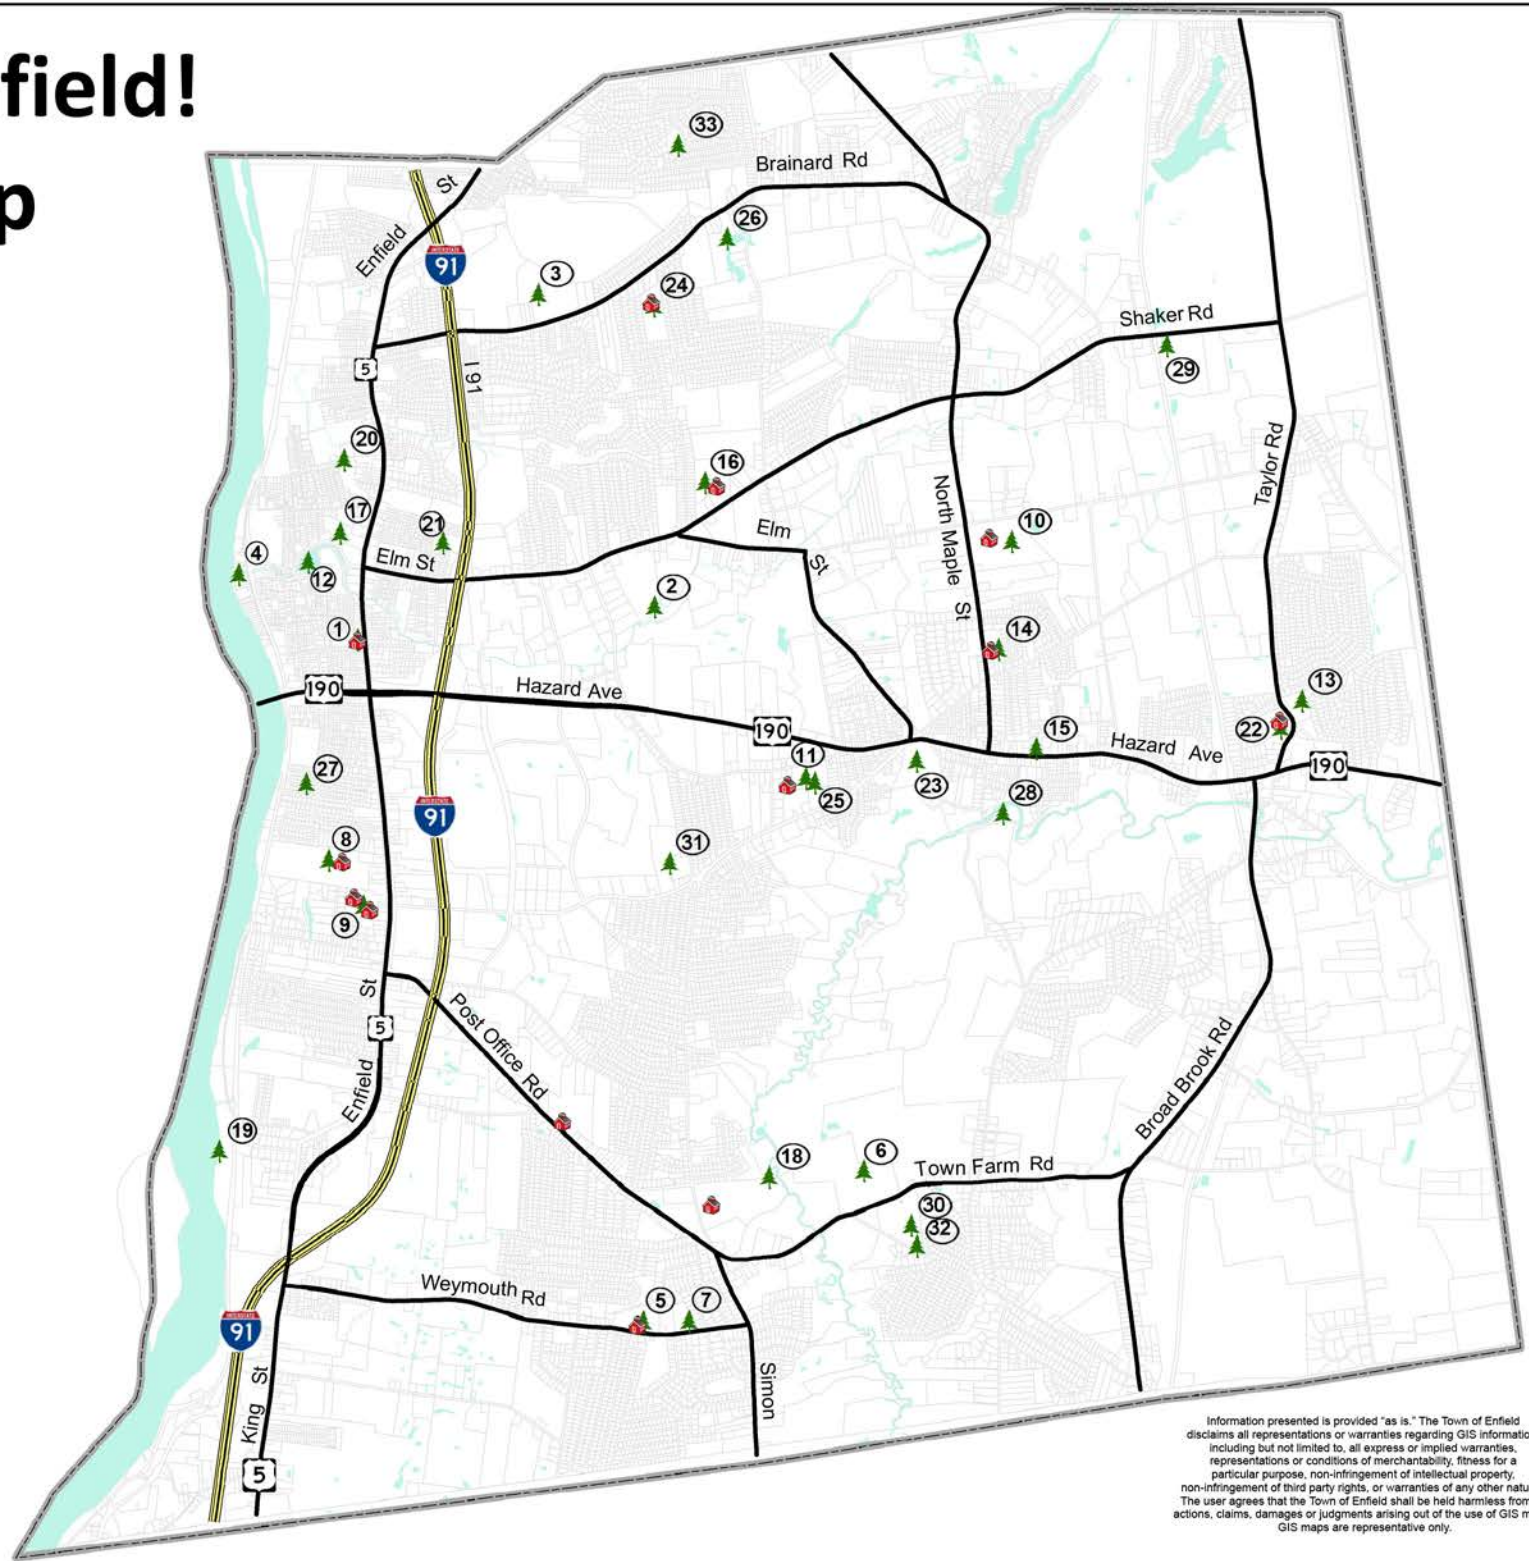 field!
p
33
Brainard Rd
St
Enfield
26
INTERSTATE
91
3
24
Shaker Rd
5
I 91
29
20
Taylor Rd
16
North Maple St
17
21
10
Elm
St
4
Elm St
12
2
1
14
13
190
Hazard Ave
190
15
22
Hazard Ave
11
190
27
23
25
28
INTERSTATE
91
8
31
9
St
5
Post Office Rd
Enfield
Broad Brook Rd
19
18
6
Town Farm Rd
30
32
Weymouth Rd
5
7
INTERSTATE
91
King St
Simon
5
Information presented is provided "as is." The Town of Enfield
disclaims all representations or warranties regarding GIS informatio
including but not limited to, all express or implied warranties,
representations or conditions of merchantability, fitness for a
particular purpose, non-infringement of intellectual property,
non-infringement of third party rights, or warranties of any other natu
The user agrees that the Town of Enfield shall be held harmless from
actions, claims, damages or judgments arising out of the use of GIS m
GIS maps are representative only.